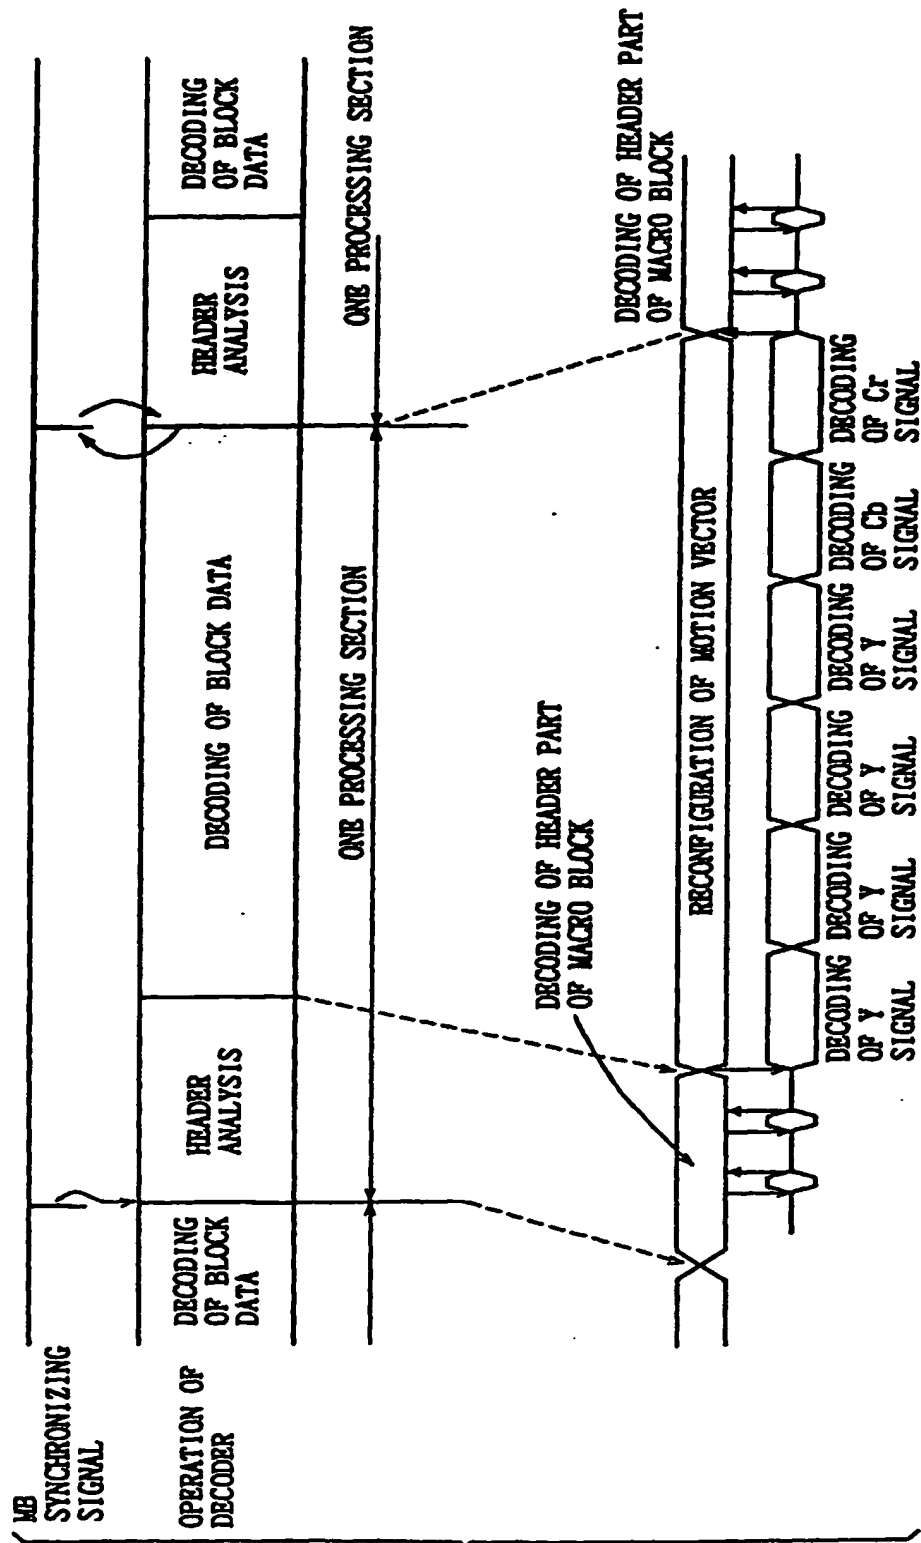 MB
SYNCHRONIZING
SIGNAL
OPERATION OF
DECODER
DECODING
OF BLOCK
DATA
HEADER
ANALYSIS
DECODING OF BLOCK DATA
HEADER
ANALYSIS
DECODING
OF BLOCK
DATA
ONE PROCESSING SECTION
ONE PROCESSING SECTION
DECODING OF HEADER PART
OF MACRO BLOCK
DECODING OF HEADER PART
OF MACRO BLOCK
RECONFIGURATION OF MOTION VECTOR
DECODING
OF Y
SIGNAL
DECODING
OF Y
SIGNAL
DECODING
OF Y
SIGNAL
DECODING
OF Y
SIGNAL
DECODING
OF Cb
SIGNAL
DECODING
OF Cr
SIGNAL